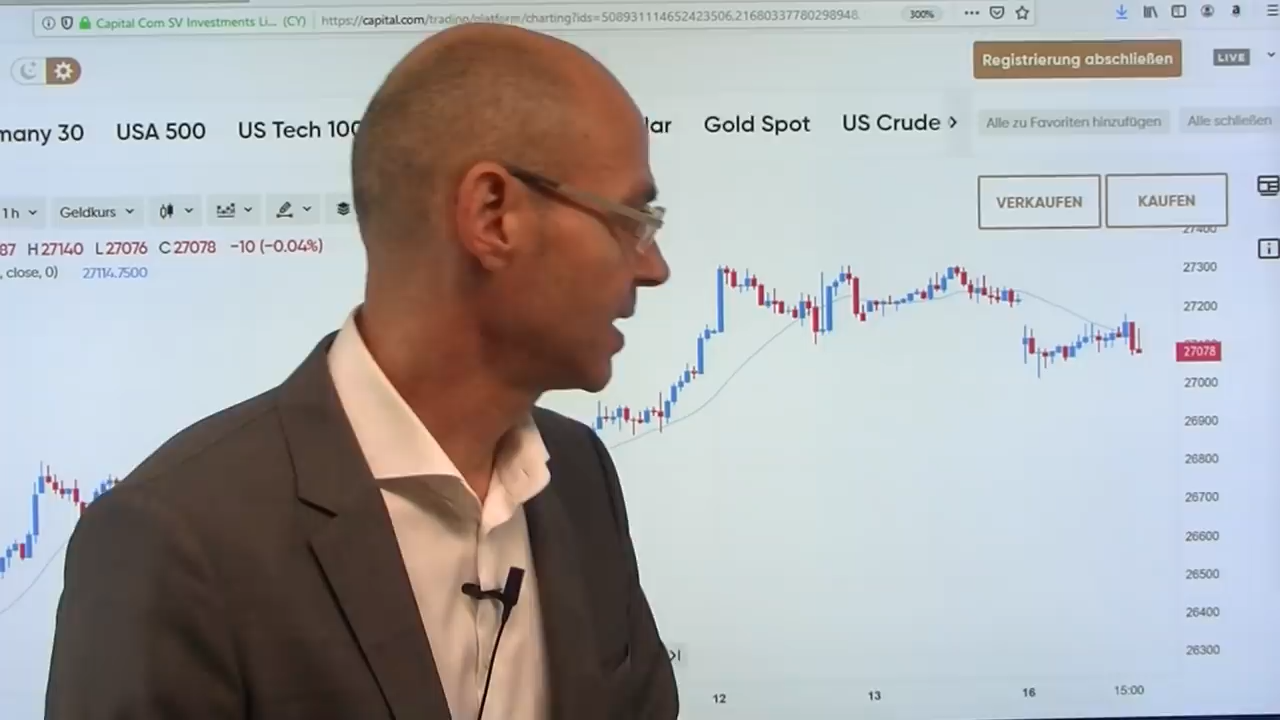 Capital Com SV Investments Li... (CY) https://capital.com/trading/platform/charting?ids=508931114652423506.21680337780298948. 300%
Registrierung abschließen LIVE
many 30 USA 500 US Tech 100 lar Gold Spot US Crude Alle zu Favoriten hinzufügen Alle schließen
1h Geldkurs VERKAUFEN KAUFEN
87 H27140 L27076 C27078 −10 (−0.04%)
, close, 0) 27114.7500
27400
27300
27200
27078
27000
26900
26800
26700
26600
26500
26400
26300
12 13 16 15:00